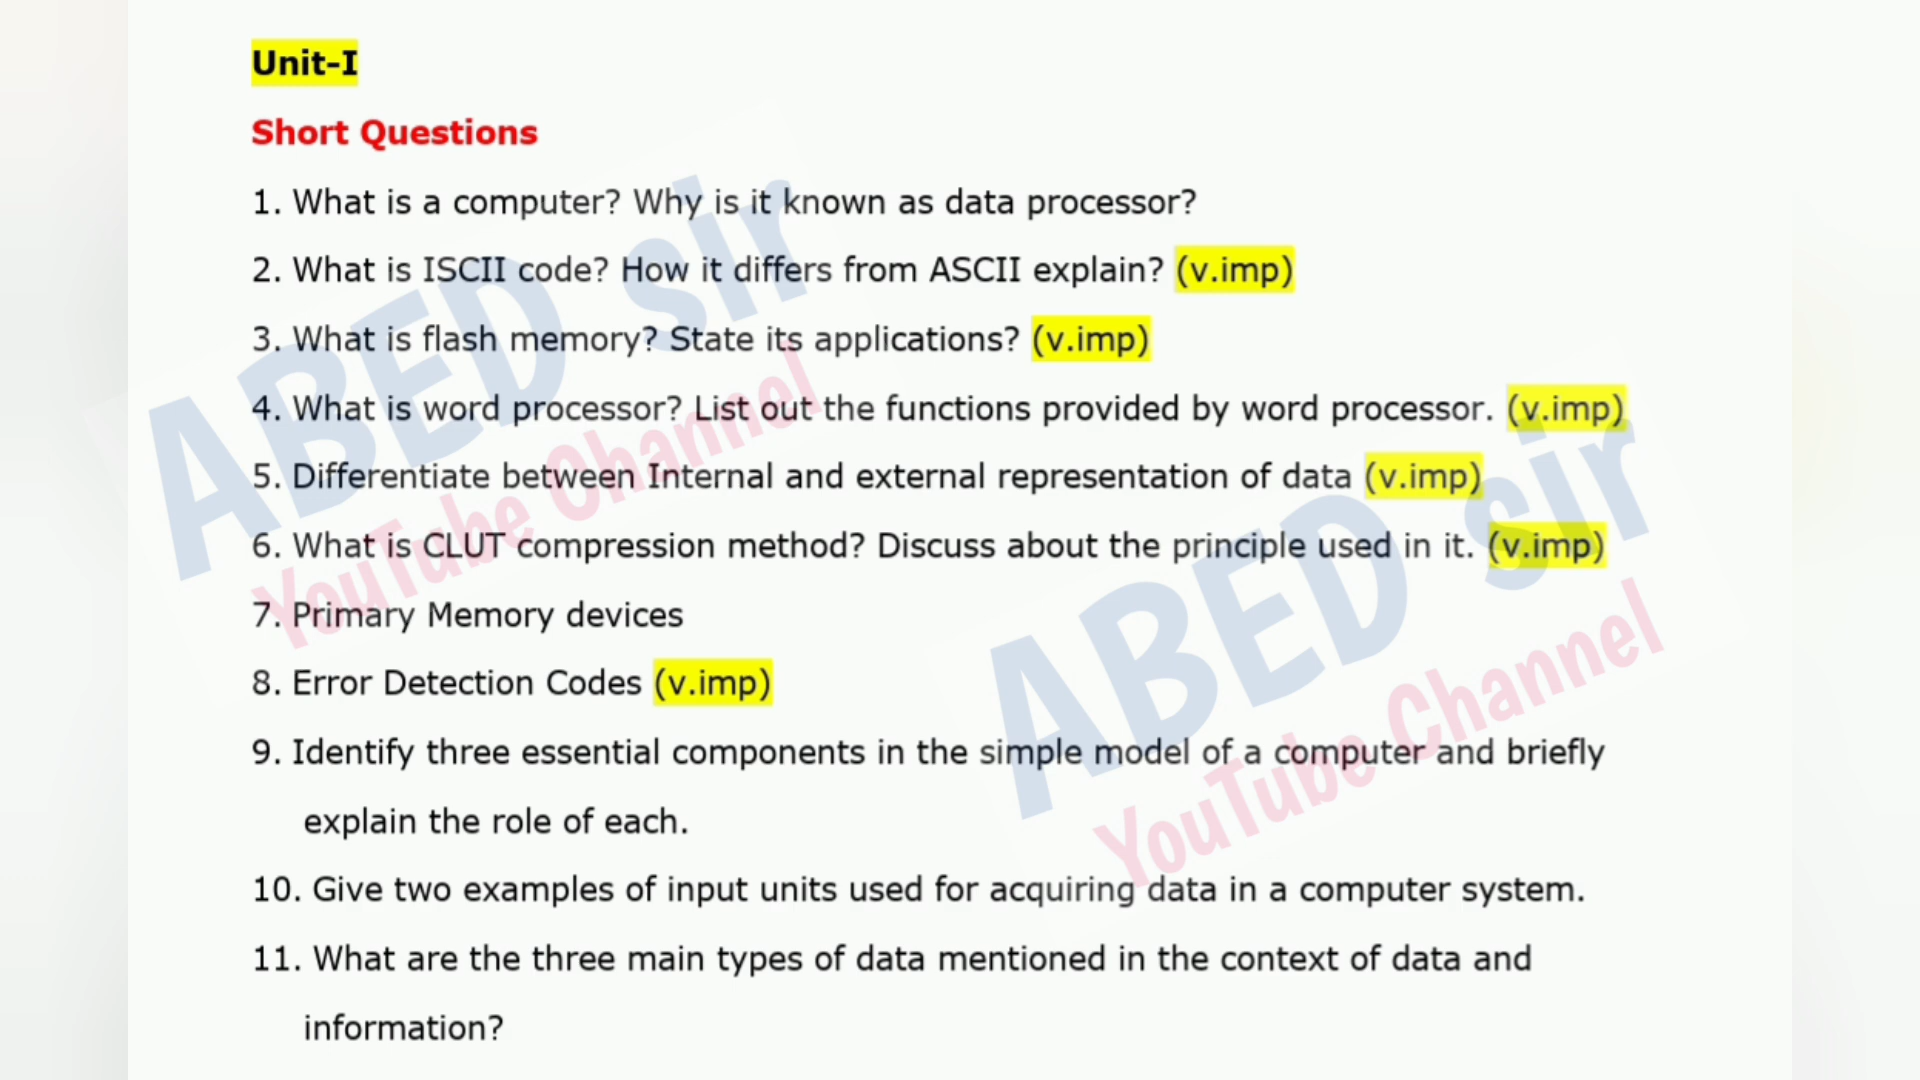 Unit-I
Short Questions
1. What is a computer? Why is it known as data processor?
2. What is ISCII code? How it differs from ASCII explain? (v.imp)
3. What is flash memory? State its applications? (v.imp)
4. What is word processor? List out the functions provided by word processor. (v.imp)
5. Differentiate between Internal and external representation of data (v.imp)
6. What is CLUT compression method? Discuss about the principle used in it. (v.imp)
7. Primary Memory devices
8. Error Detection Codes (v.imp)
9. Identify three essential components in the simple model of a computer and briefly
explain the role of each.
10. Give two examples of input units used for acquiring data in a computer system.
11. What are the three main types of data mentioned in the context of data and
information?
ABED sir
YouTube Channel
ABED sir
YouTube Channel